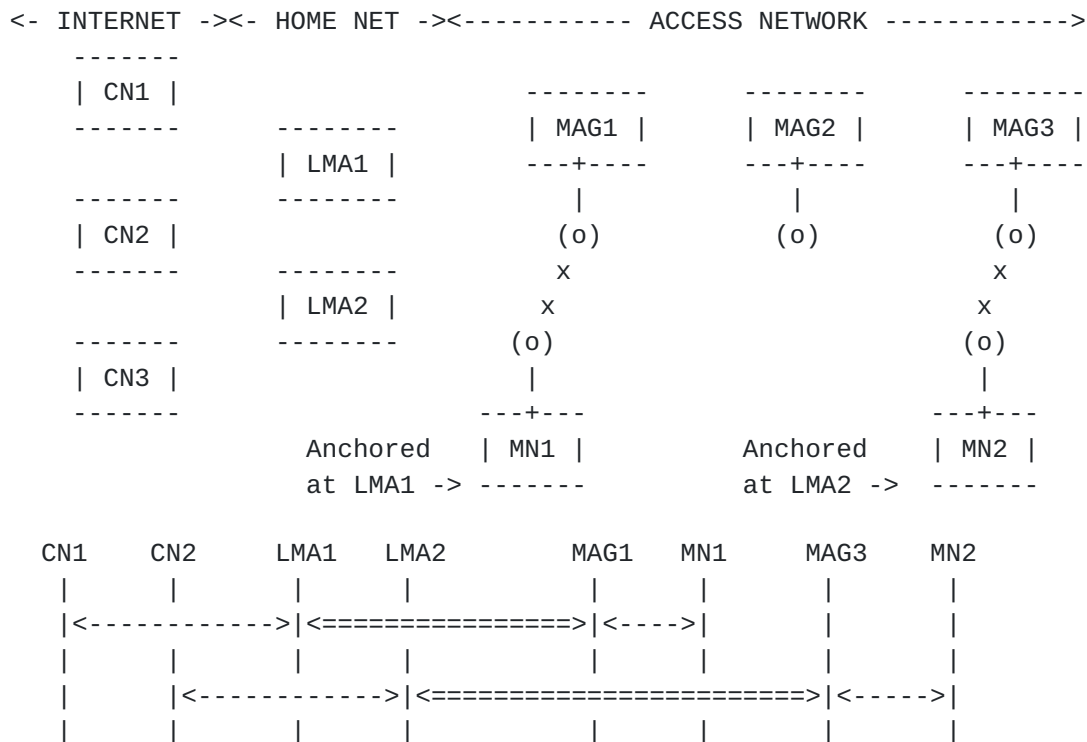 <- INTERNET -><- HOME NET -><----------- ACCESS NETWORK ------------>
    -------
    | CN1 |                     --------      --------      --------
    -------      --------       | MAG1 |      | MAG2 |      | MAG3 |
                 | LMA1 |       ---+----      ---+----      ---+----
    -------      --------          |             |             |
    | CN2 |                       (o)           (o)           (o)
    -------      --------         x                           x
                 | LMA2 |        x                           x
    -------      --------      (o)                         (o)
    | CN3 |                     |                           |
    -------                  ---+---                     ---+---
                   Anchored  | MN1 |          Anchored   | MN2 |
                   at LMA1 -> -------         at LMA2 ->  -------

  CN1    CN2     LMA1   LMA2        MAG1   MN1      MAG3    MN2
   |      |       |      |           |      |       |       |
   |<------------>|<================>|<---->|       |       |
   |      |       |      |           |      |       |       |
   |      |<------------>|<========================>|<----->|
   |      |       |      |           |      |       |       |